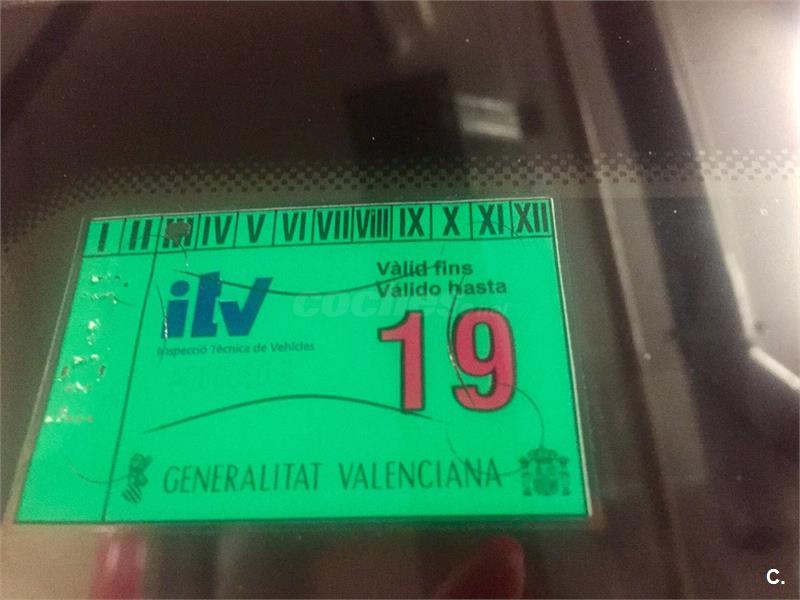 I II III IV V VI VII VIII IX X XI XII
itv
Inspecció Tècnica de Vehicles
Vàlid fins
Válido hasta
19
GENERALITAT VALENCIANA
C.